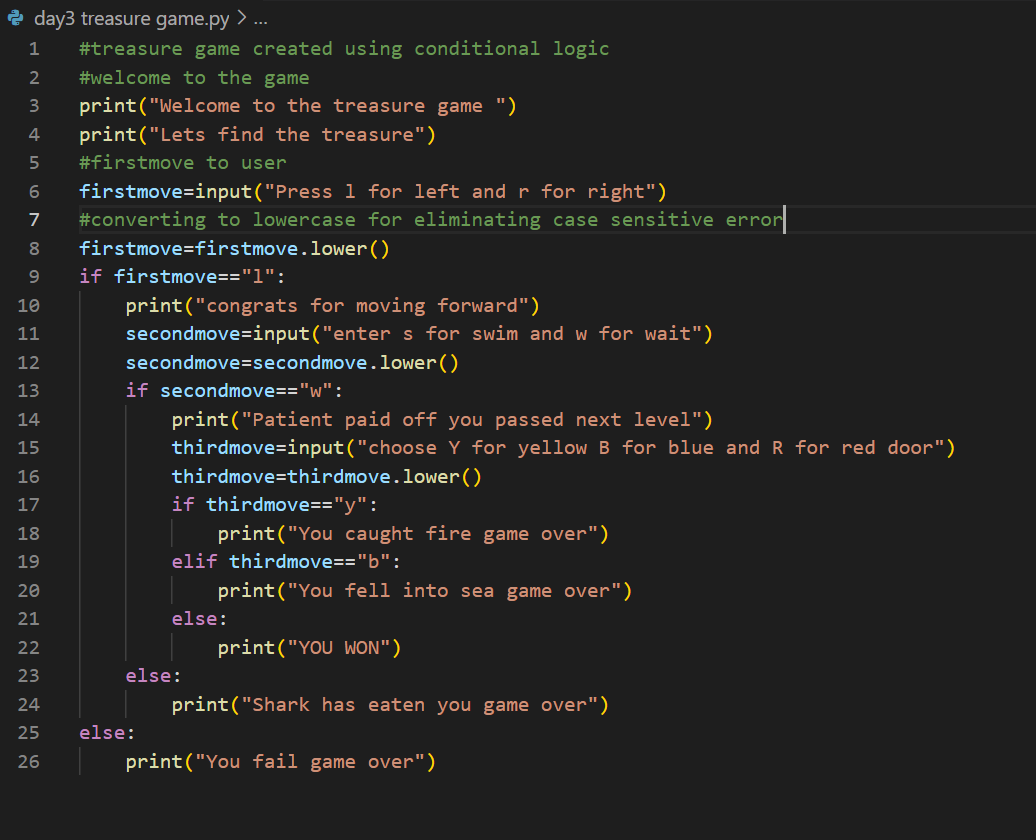 day3 treasure game.py > ...
1 #treasure game created using conditional logic
2 #welcome to the game
3 print("Welcome to the treasure game ")
4 print("Lets find the treasure")
5 #firstmove to user
6 firstmove=input("Press l for left and r for right")
7 #converting to lowercase for eliminating case sensitive error
8 firstmove=firstmove.lower()
9 if firstmove=="l":
10     print("congrats for moving forward")
11     secondmove=input("enter s for swim and w for wait")
12     secondmove=secondmove.lower()
13     if secondmove=="w":
14         print("Patient paid off you passed next level")
15         thirdmove=input("choose Y for yellow B for blue and R for red door")
16         thirdmove=thirdmove.lower()
17         if thirdmove=="y":
18             print("You caught fire game over")
19         elif thirdmove=="b":
20             print("You fell into sea game over")
21         else:
22             print("YOU WON")
23     else:
24         print("Shark has eaten you game over")
25 else:
26     print("You fail game over")